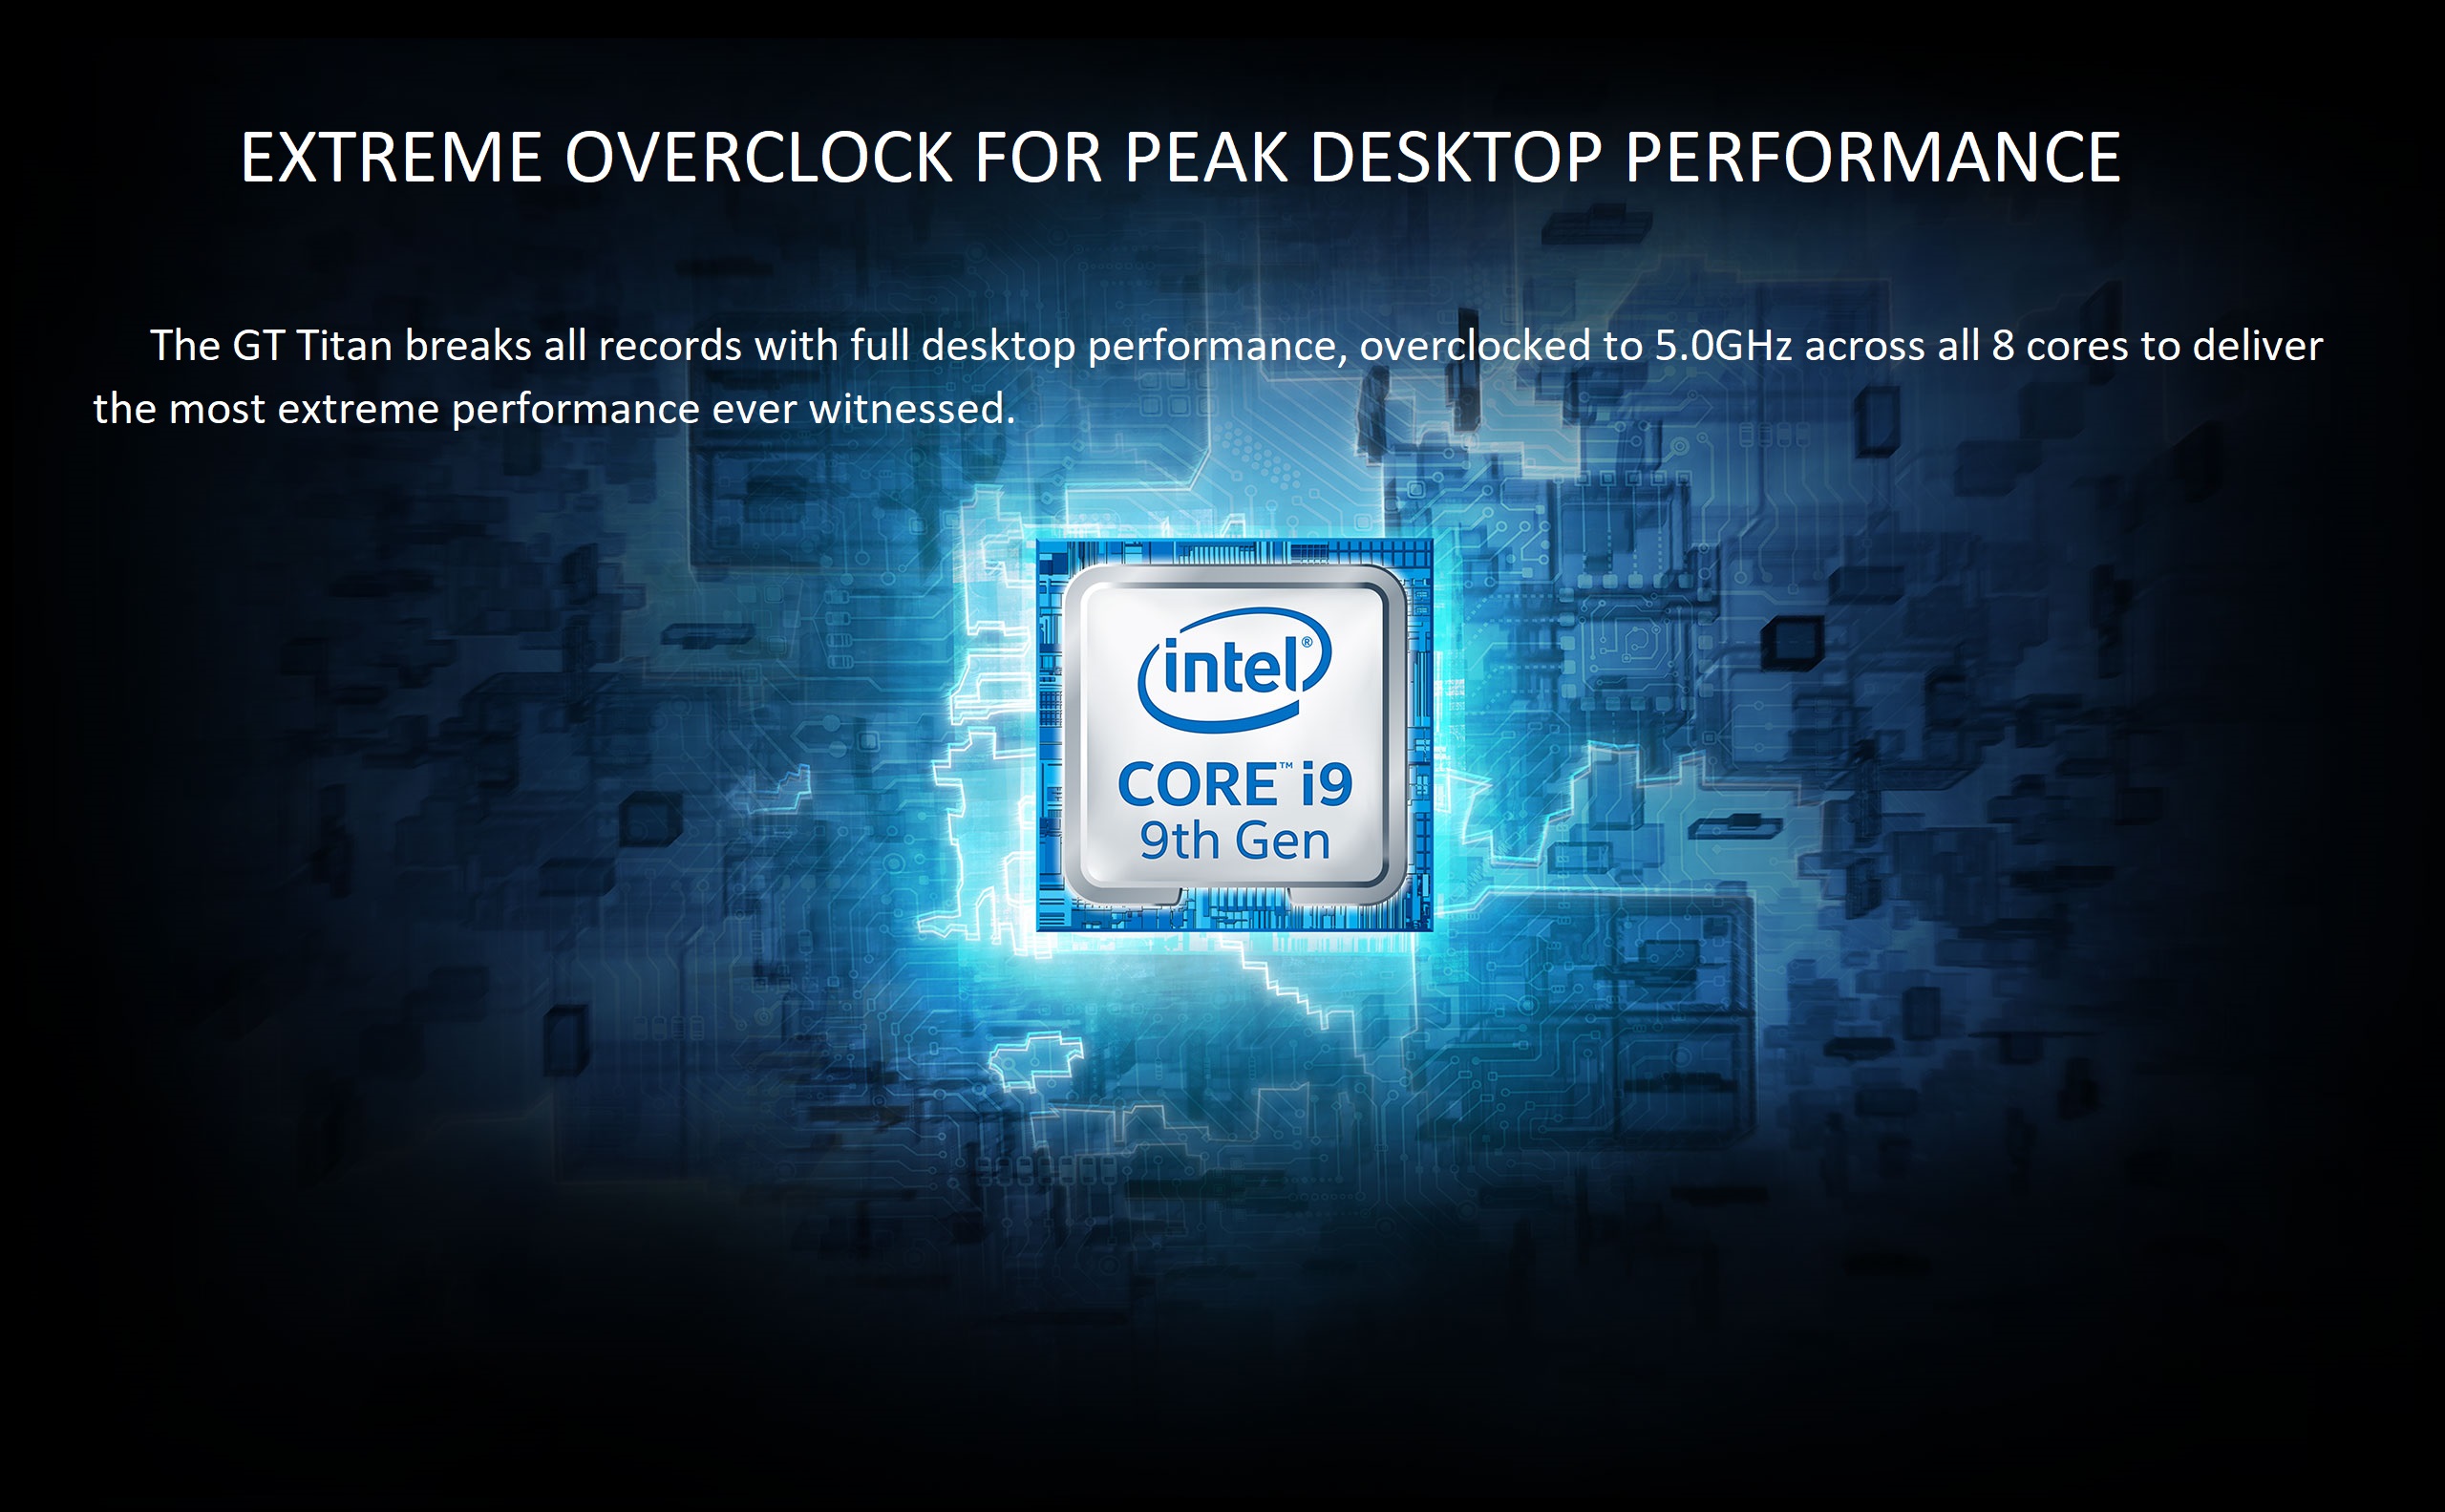 EXTREME OVERCLOCK FOR PEAK DESKTOP PERFORMANCE
The GT Titan breaks all records with full desktop performance, overclocked to 5.0GHz across all 8 cores to deliver
the most extreme performance ever witnessed.
intel®
CORE™ i9
9th Gen